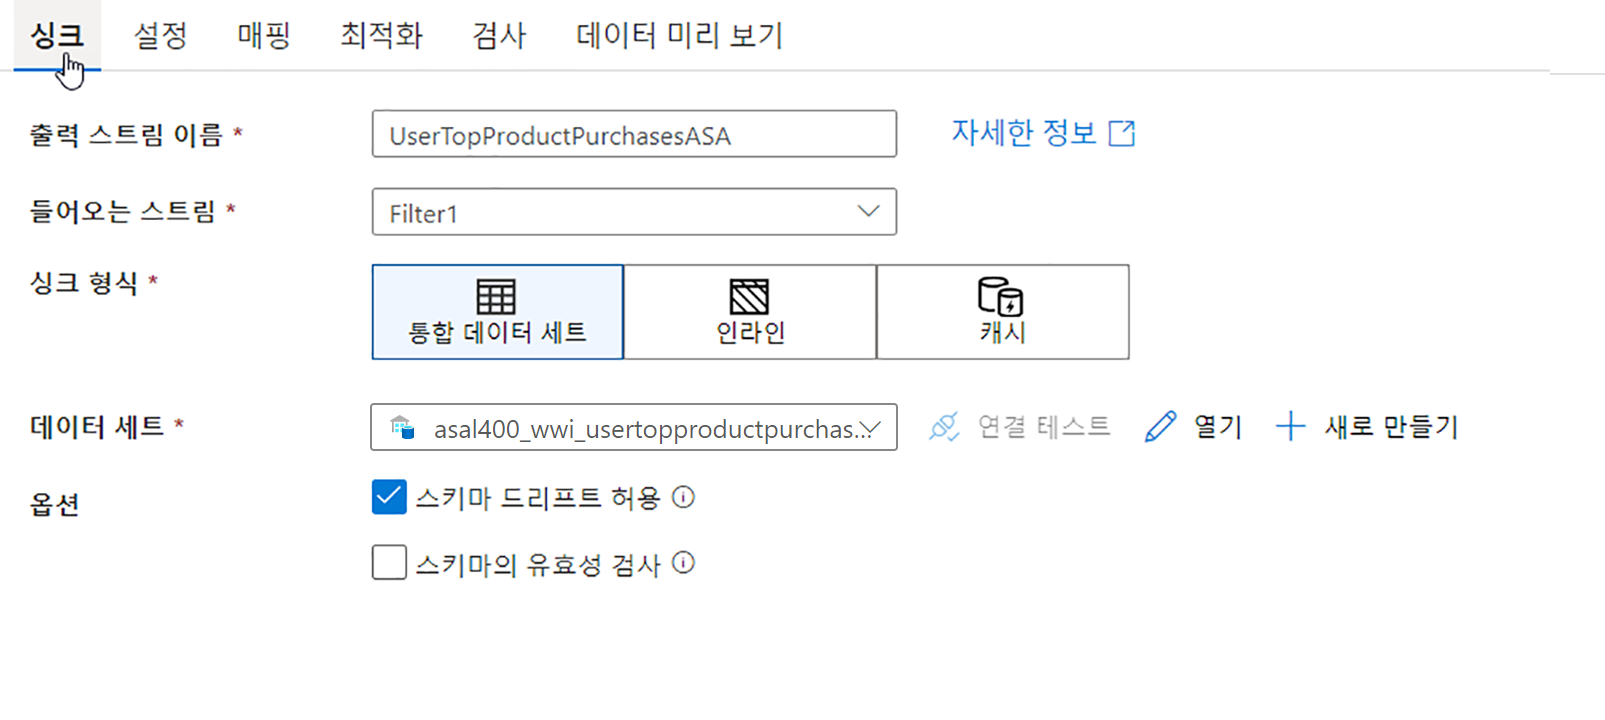 싱크 설정 매핑 최적화 검사 데이터 미리 보기
출력 스트림 이름 * UserTopProductPurchasesASA 자세한 정보
들어오는 스트림 * Filter1
싱크 형식 * 통합 데이터 세트 인라인 캐시
데이터 세트 * asal400_wwi_usertopproductpurchas... 연결 테스트 열기 새로 만들기
옵션 스키마 드리프트 허용
스키마의 유효성 검사